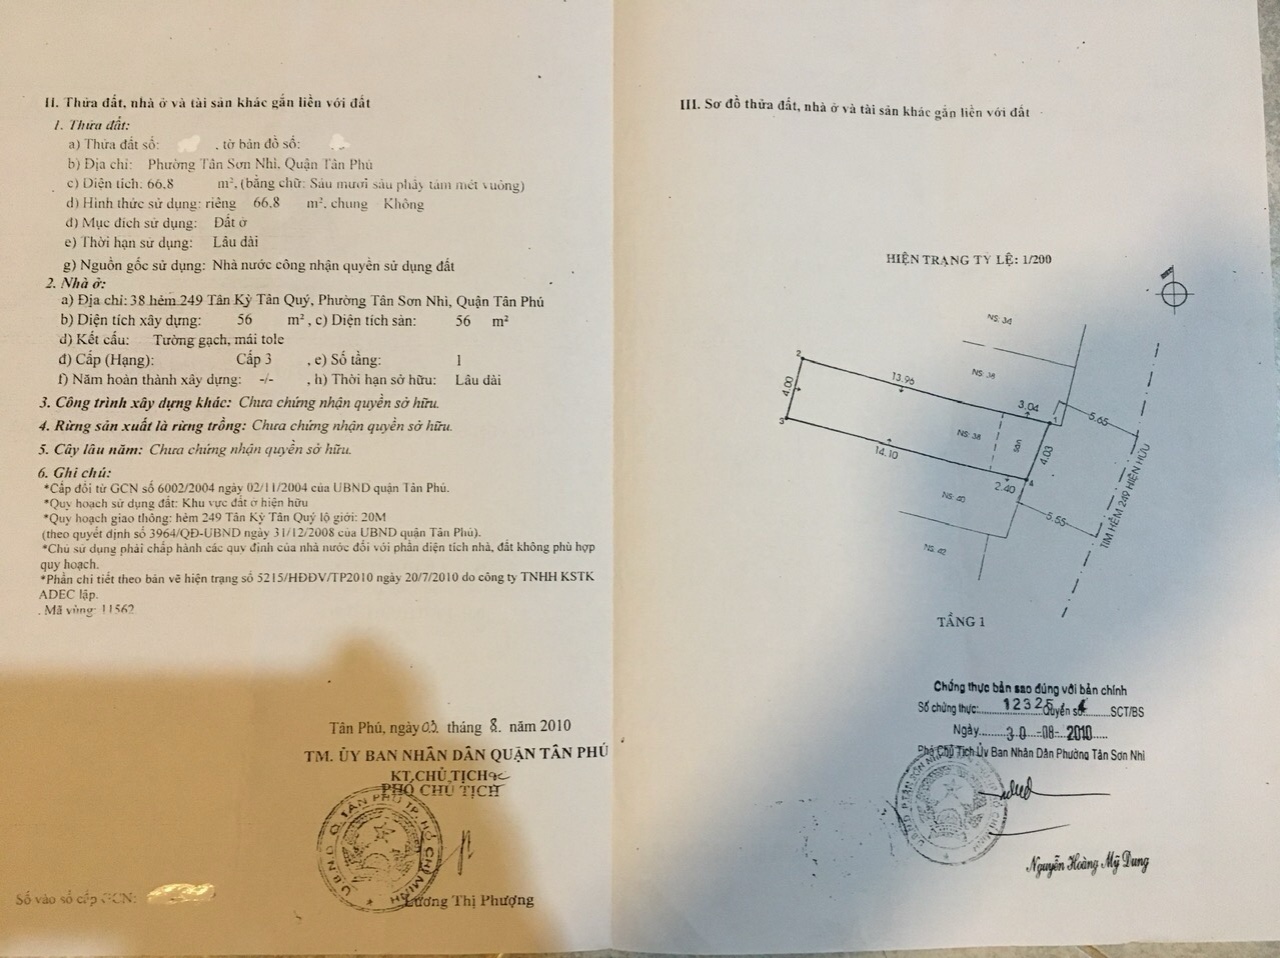 II. Thửa đất, nhà ở và tài sản khác gắn liền với đất
1. Thửa đất:
a) Thửa đất số: , tờ bản đồ số:
b) Địa chỉ: Phường Tân Sơn Nhì, Quận Tân Phú
c) Diện tích: 66.8 m², (bằng chữ: Sáu mươi sáu phẩy tám mét vuông)
d) Hình thức sử dụng: riêng 66.8 m², chung Không
đ) Mục đích sử dụng: Đất ở
e) Thời hạn sử dụng: Lâu dài
g) Nguồn gốc sử dụng: Nhà nước công nhận quyền sử dụng đất
2. Nhà ở:
a) Địa chỉ: 38 hẻm 249 Tân Kỳ Tân Quý, Phường Tân Sơn Nhì, Quận Tân Phú
b) Diện tích xây dựng: 56 m², c) Diện tích sàn: 56 m²
d) Kết cấu: Tường gạch, mái tole
đ) Cấp (Hạng): Cấp 3 , e) Số tầng: 1
f) Năm hoàn thành xây dựng: -/- , h) Thời hạn sở hữu: Lâu dài
3. Công trình xây dựng khác: Chưa chứng nhận quyền sở hữu.
4. Rừng sản xuất là rừng trồng: Chưa chứng nhận quyền sở hữu.
5. Cây lâu năm: Chưa chứng nhận quyền sở hữu.
6. Ghi chú:
*Cấp đổi từ GCN số 6002/2004 ngày 02/11/2004 của UBND quận Tân Phú.
*Quy hoạch sử dụng đất: Khu vực đất ở hiện hữu
*Quy hoạch giao thông: hẻm 249 Tân Kỳ Tân Quý lộ giới: 20M
(theo quyết định số 3964/QĐ-UBND ngày 31/12/2008 của UBND quận Tân Phú).
*Chủ sử dụng phải chấp hành các quy định của nhà nước đối với phần diện tích nhà, đất không phù hợp
quy hoạch.
*Phần chi tiết theo bản vẽ hiện trạng số 5215/HĐĐV/TP2010 ngày 20/7/2010 do công ty TNHH KSTK
ADEC lập.
. Mã vùng: 11562
Tân Phú, ngày 03 tháng 8 năm 2010
TM. ỦY BAN NHÂN DÂN QUẬN TÂN PHÚ
KT, CHỦ TỊCH
PHÓ CHỦ TỊCH
U.B.N.D Q. TÂN PHÚ T.P. HỒ CHÍ MINH
Lương Thị Phượng
Số vào sổ cấp GCN:
III. Sơ đồ thửa đất, nhà ở và tài sản khác gắn liền với đất
HIỆN TRẠNG TỶ LỆ: 1/200
NS: 34
NS: 36
2
13.96
3.04
1
5.65
4.00
NS: 38
sân
4.03
3
14.10
2.40
4
NS: 40
5.55
NS: 42
TIM HẺM 249 HIỆN HỮU
TẦNG 1
Chứng thực bản sao đúng với bản chính
Số chứng thực: 12325 Quyển số SCT/BS
Ngày 30 -08- 2010
Phó Chủ Tịch Ủy Ban Nhân Dân Phường Tân Sơn Nhì
Nguyễn Hoàng Mỹ Dung